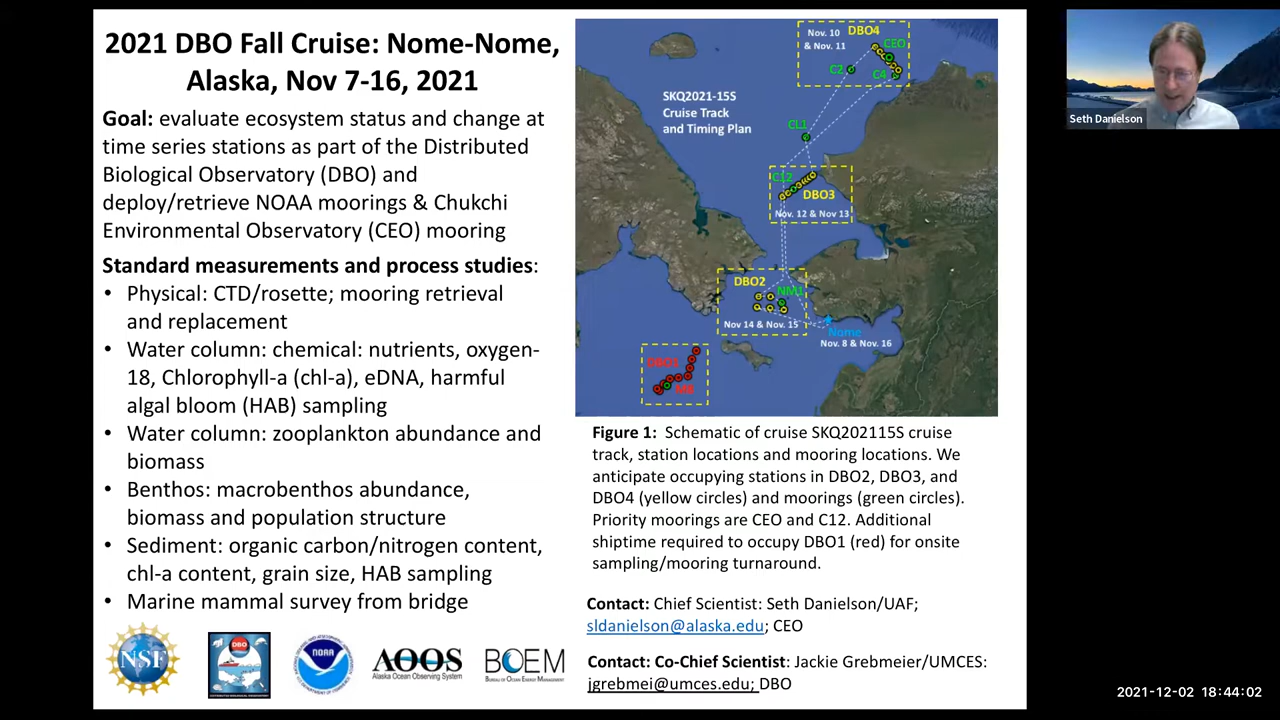 2021 DBO Fall Cruise: Nome-Nome,
Alaska, Nov 7-16, 2021
Goal: evaluate ecosystem status and change at
time series stations as part of the Distributed
Biological Observatory (DBO) and
deploy/retrieve NOAA moorings & Chukchi
Environmental Observatory (CEO) mooring
Standard measurements and process studies:
• Physical: CTD/rosette; mooring retrieval
and replacement
• Water column: chemical: nutrients, oxygen-
18, Chlorophyll-a (chl-a), eDNA, harmful
algal bloom (HAB) sampling
• Water column: zooplankton abundance and
biomass
• Benthos: macrobenthos abundance,
biomass and population structure
• Sediment: organic carbon/nitrogen content,
chl-a content, grain size, HAB sampling
• Marine mammal survey from bridge
NSF
DBO
NOAA
AOOS
Alaska Ocean Observing System
BOEM
Bureau of Ocean Energy Management
SKQ2021-15S
Cruise Track
and Timing Plan
Nov. 10
& Nov. 11
DBO4
CEO
C2
C4
CL1
C12
DBO3
Nov. 12 & Nov 13
DBO2
NM1
Nov 14 & Nov. 15
Nome
Nov. 8 & Nov. 16
DBO1
M8
Figure 1: Schematic of cruise SKQ202115S cruise
track, station locations and mooring locations. We
anticipate occupying stations in DBO2, DBO3, and
DBO4 (yellow circles) and moorings (green circles).
Priority moorings are CEO and C12. Additional
shiptime required to occupy DBO1 (red) for onsite
sampling/mooring turnaround.
Contact: Chief Scientist: Seth Danielson/UAF;
sldanielson@alaska.edu; CEO
Contact: Co-Chief Scientist: Jackie Grebmeier/UMCES:
jgrebmei@umces.edu; DBO
Seth Danielson
2021-12-02 18:44:02